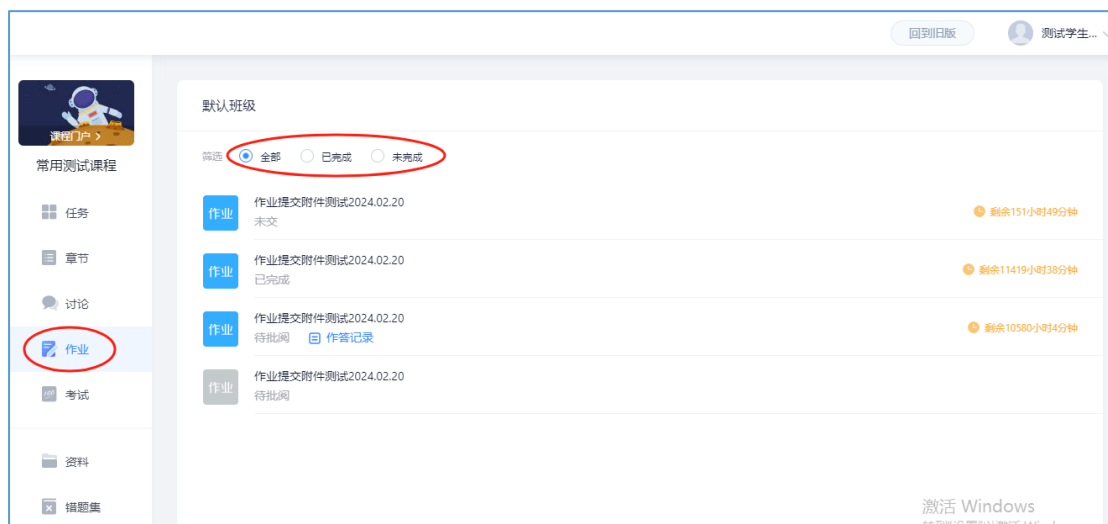 回到旧版
测试学生...
课程门户 >
常用测试课程
任务
章节
讨论
作业
考试
资料
错题集
默认班级
筛选 全部 已完成 未完成
作业 作业提交附件测试2024.02.20
未交
剩余151小时49分钟
作业 作业提交附件测试2024.02.20
已完成
剩余11419小时38分钟
作业 作业提交附件测试2024.02.20
待批阅 作答记录
剩余10580小时4分钟
作业 作业提交附件测试2024.02.20
待批阅
激活 Windows